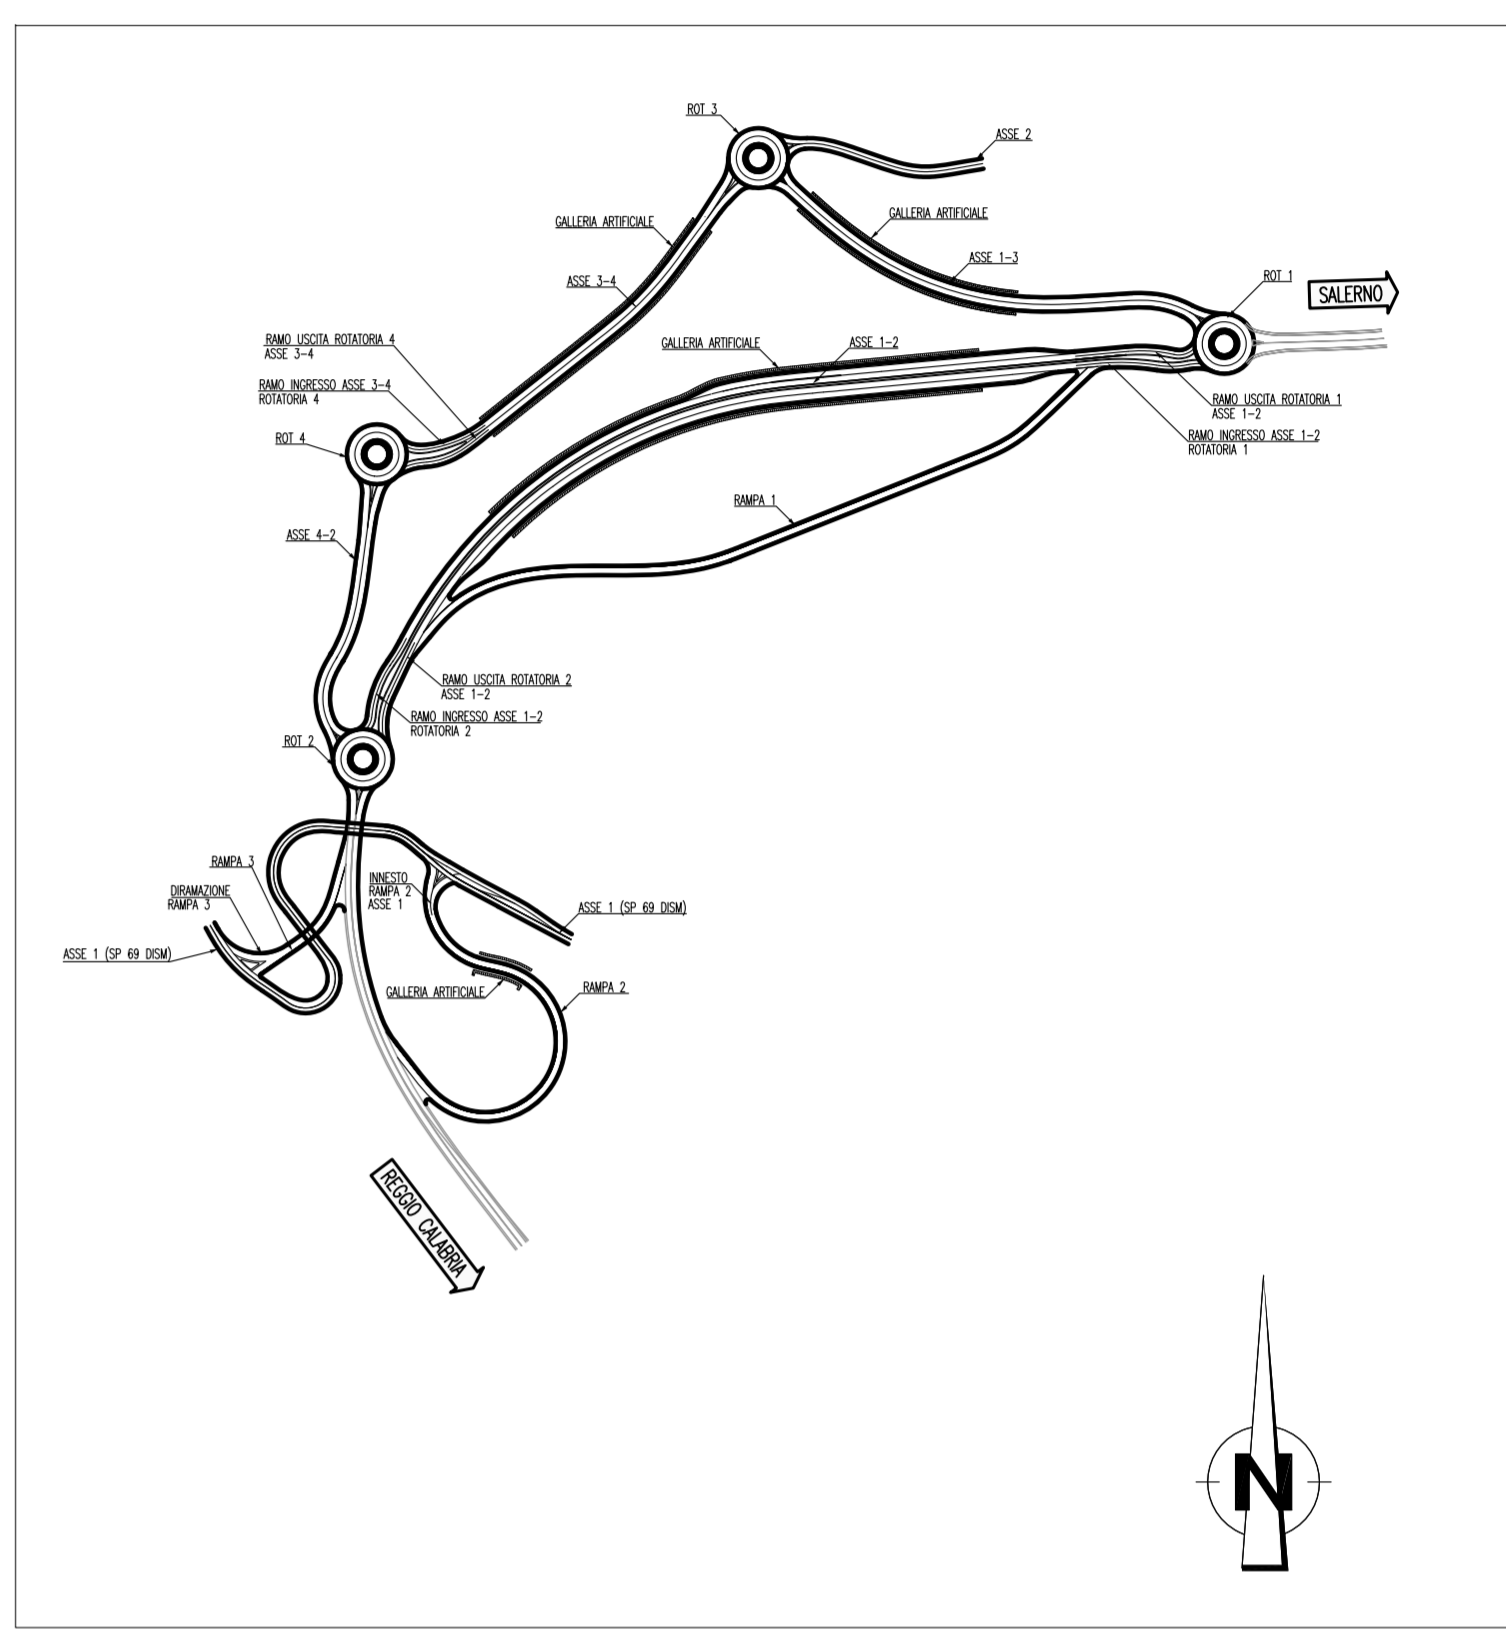 ROT 3
ASSE 2
GALLERIA ARTIFICIALE
GALLERIA ARTIFICIALE
ASSE 1-3
ROT 1
ASSE 3-4
SALERNO
RAMO USCITA ROTATORIA 4
ASSE 3-4
GALLERIA ARTIFICIALE
ASSE 1-2
RAMO INGRESSO ASSE 3-4
ROTATORIA 4
RAMO USCITA ROTATORIA 1
ASSE 1-2
ROT 4
RAMO INGRESSO ASSE 1-2
ROTATORIA 1
RAMPA 1
ASSE 4-2
RAMO USCITA ROTATORIA 2
ASSE 1-2
RAMO INGRESSO ASSE 1-2
ROTATORIA 2
ROT 2
RAMPA 3
DIRAMAZIONE
RAMPA 3
INNESTO
RAMPA 2
ASSE 1
ASSE 1 (SP 69 DISM)
ASSE 1 (SP 69 DISM)
GALLERIA ARTIFICIALE
RAMPA 2
REGGIO CALABRIA
N